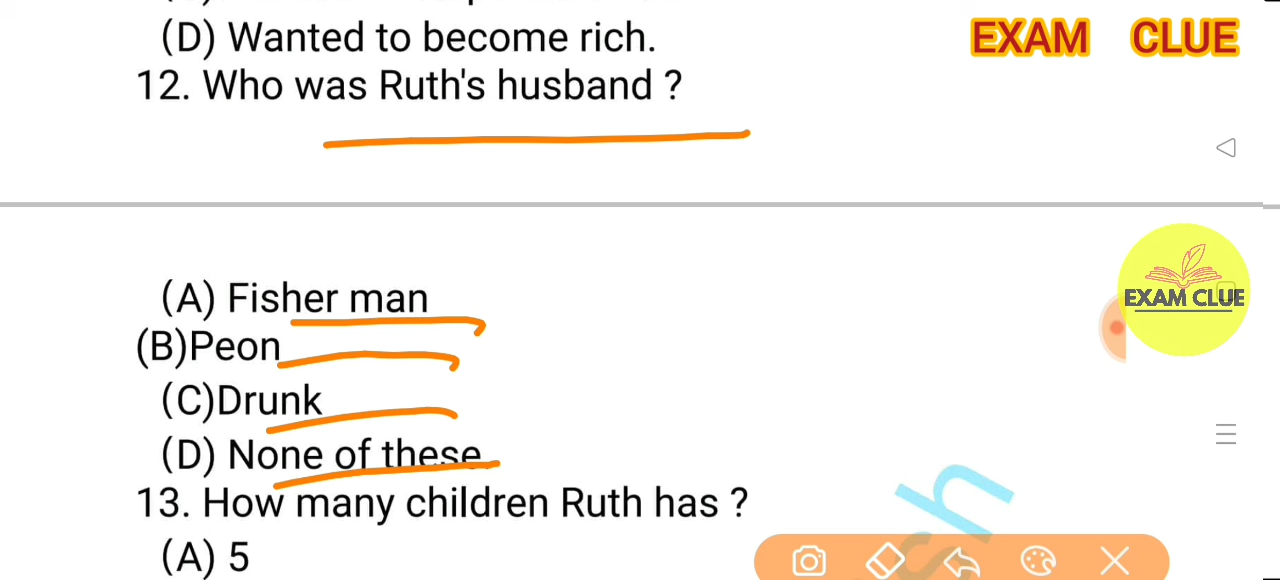 (D) Wanted to become rich.
EXAM CLUE
12. Who was Ruth's husband ?
(A) Fisher man
EXAM CLUE
(B)Peon
(C)Drunk
(D) None of these
13. How many children Ruth has ?
(A) 5